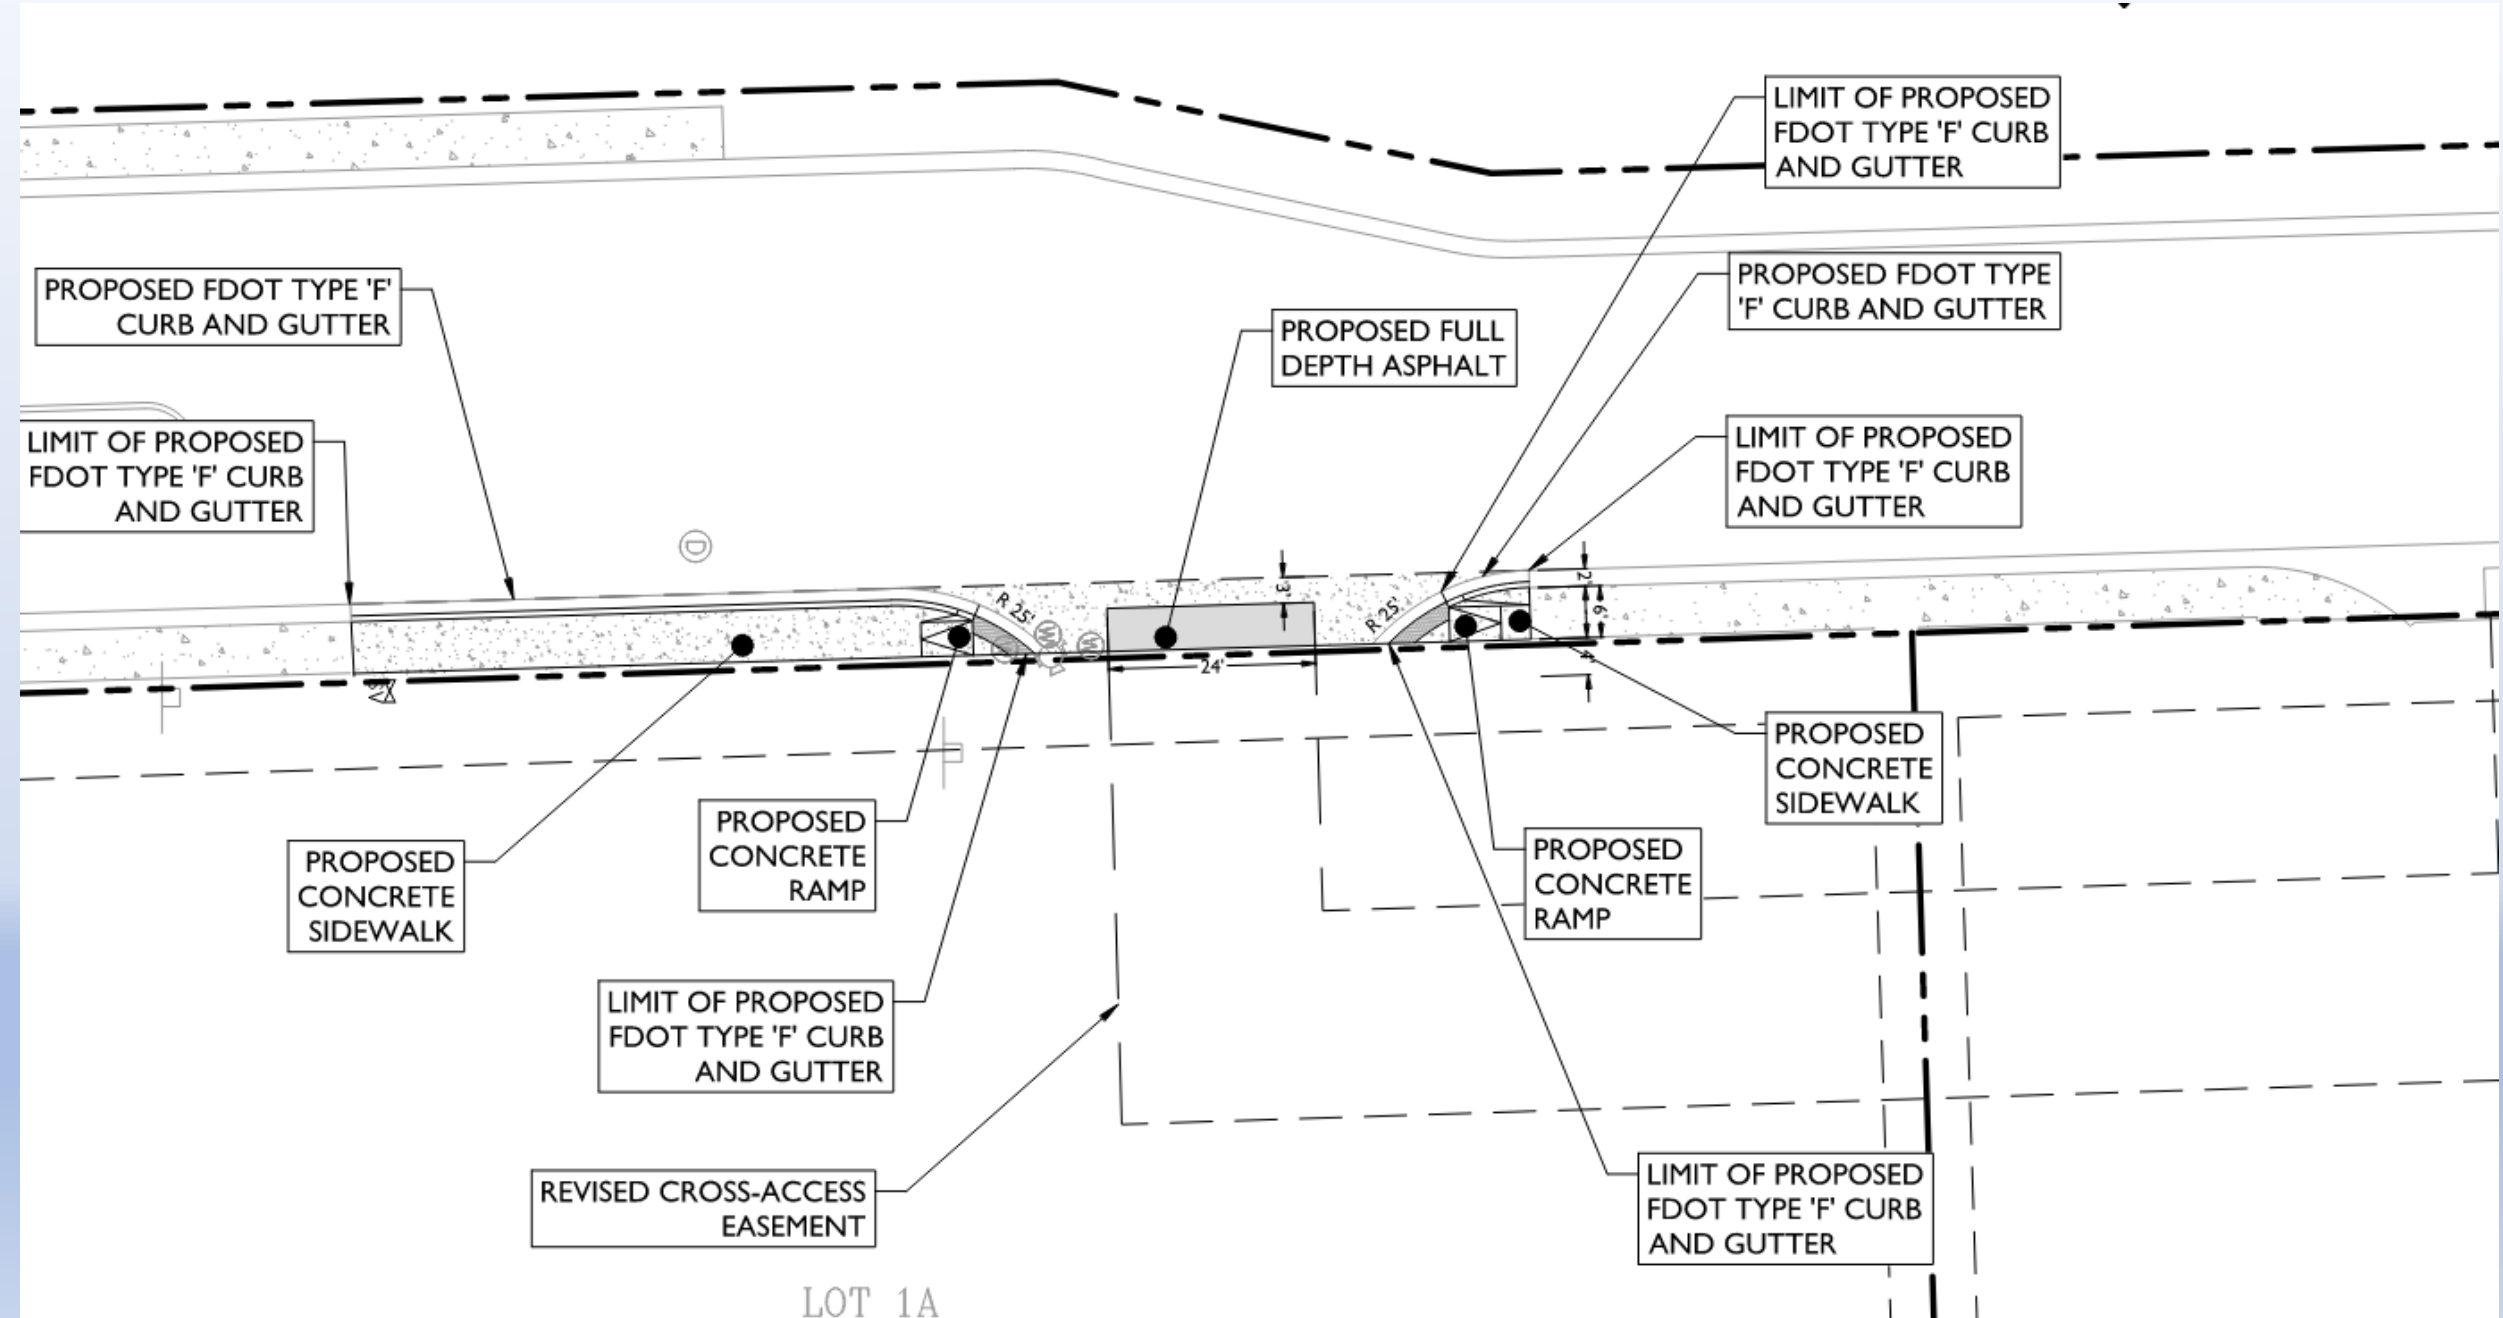 LIMIT OF PROPOSED
FDOT TYPE 'F' CURB
AND GUTTER
PROPOSED FDOT TYPE 'F'
CURB AND GUTTER
PROPOSED FDOT TYPE
'F' CURB AND GUTTER
PROPOSED FULL
DEPTH ASPHALT
LIMIT OF PROPOSED
FDOT TYPE 'F' CURB
AND GUTTER
LIMIT OF PROPOSED
FDOT TYPE 'F' CURB
AND GUTTER
D
R 25'
3'
R 25'
2'
6'
W
W
24'
4'
PROPOSED
CONCRETE
SIDEWALK
PROPOSED
CONCRETE
RAMP
PROPOSED
CONCRETE
RAMP
PROPOSED
CONCRETE
SIDEWALK
LIMIT OF PROPOSED
FDOT TYPE 'F' CURB
AND GUTTER
REVISED CROSS-ACCESS
EASEMENT
LIMIT OF PROPOSED
FDOT TYPE 'F' CURB
AND GUTTER
LOT 1A